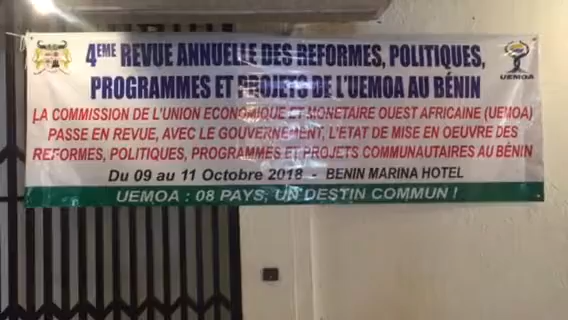 4EME REVUE ANNUELLE DES REFORMES, POLITIQUES,
PROGRAMMES ET PROJETS DE L'UEMOA AU BÉNIN
UEMOA
LA COMMISSION DE L'UNION ECONOMIQUE ET MONETAIRE OUEST AFRICAINE (UEMOA)
PASSE EN REVUE, AVEC LE GOUVERNEMENT, L'ETAT DE MISE EN OEUVRE DES
REFORMES, POLITIQUES, PROGRAMMES ET PROJETS COMMUNAUTAIRES AU BÉNIN
Du 09 au 11 Octobre 2018 - BENIN MARINA HOTEL
UEMOA : 08 PAYS, UN DESTIN COMMUN !